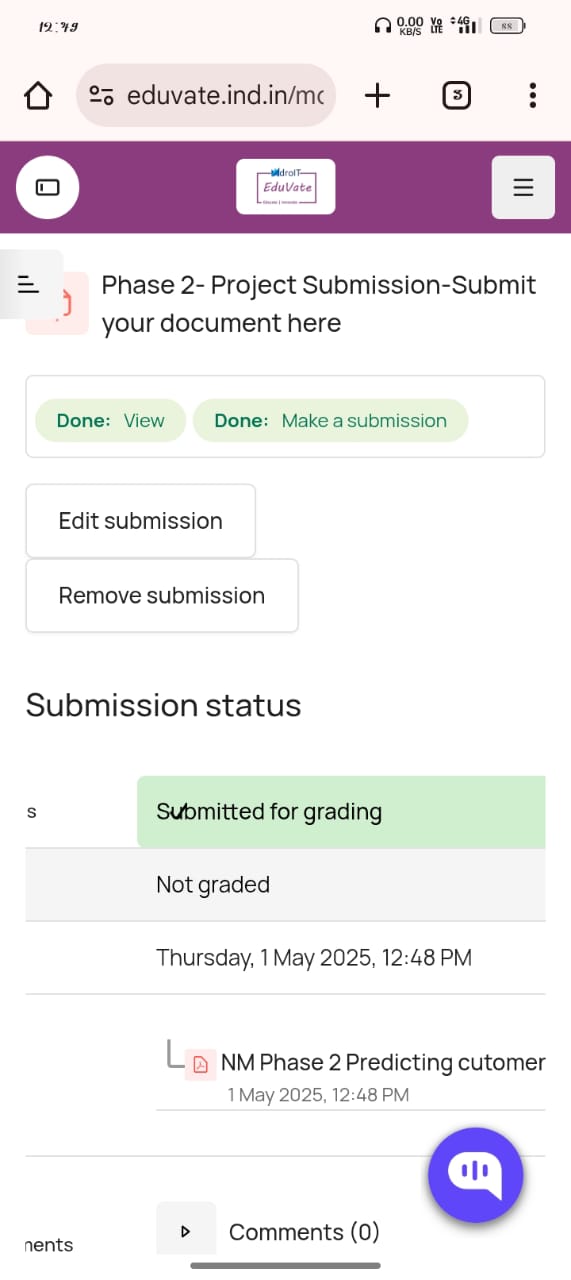 12:49
0.00 KB/S
Vo LTE
4G
88
eduvate.ind.in/mo
3
droIT
EduVate
Phase 2- Project Submission-Submit
your document here
Done: View
Done: Make a submission
Edit submission
Remove submission
Submission status
s
Submitted for grading
Not graded
Thursday, 1 May 2025, 12:48 PM
NM Phase 2 Predicting cutomer
1 May 2025, 12:48 PM
Comments (0)
nents